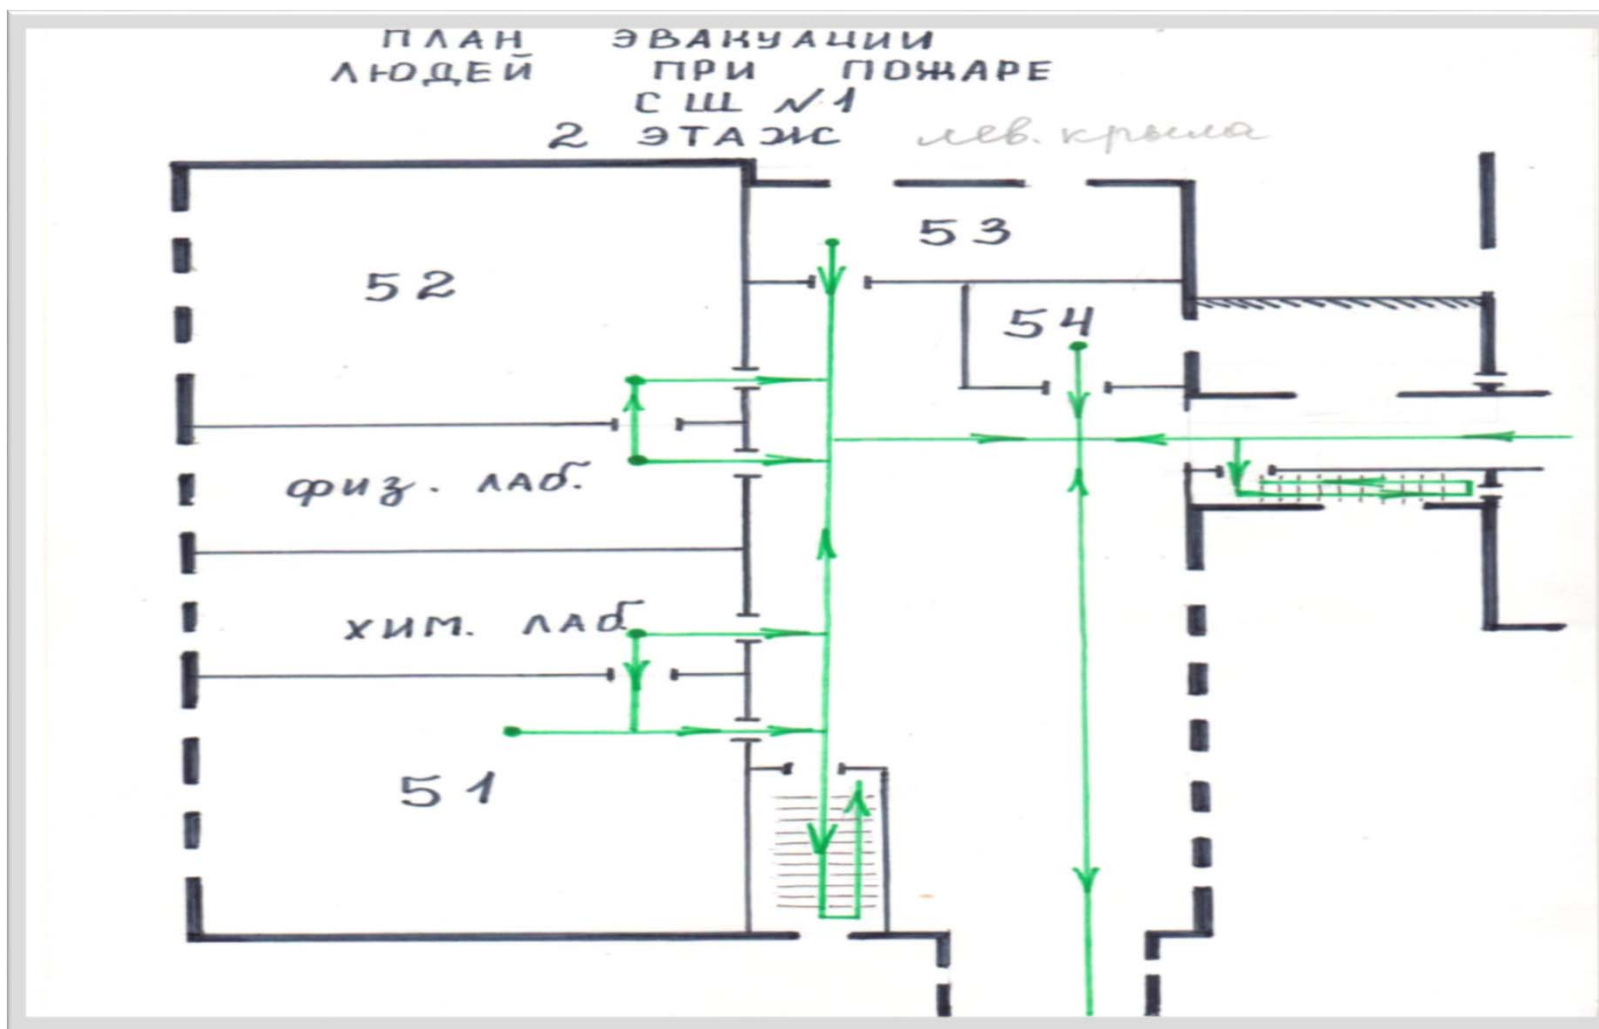 ПЛАН ЭВАКУАЦИИ
ЛЮДЕЙ ПРИ ПОЖАРЕ
СШ №1
2 ЭТАЖ лев. крыла
53
52
54
физ. ЛАБ.
хим. ЛАБ
51